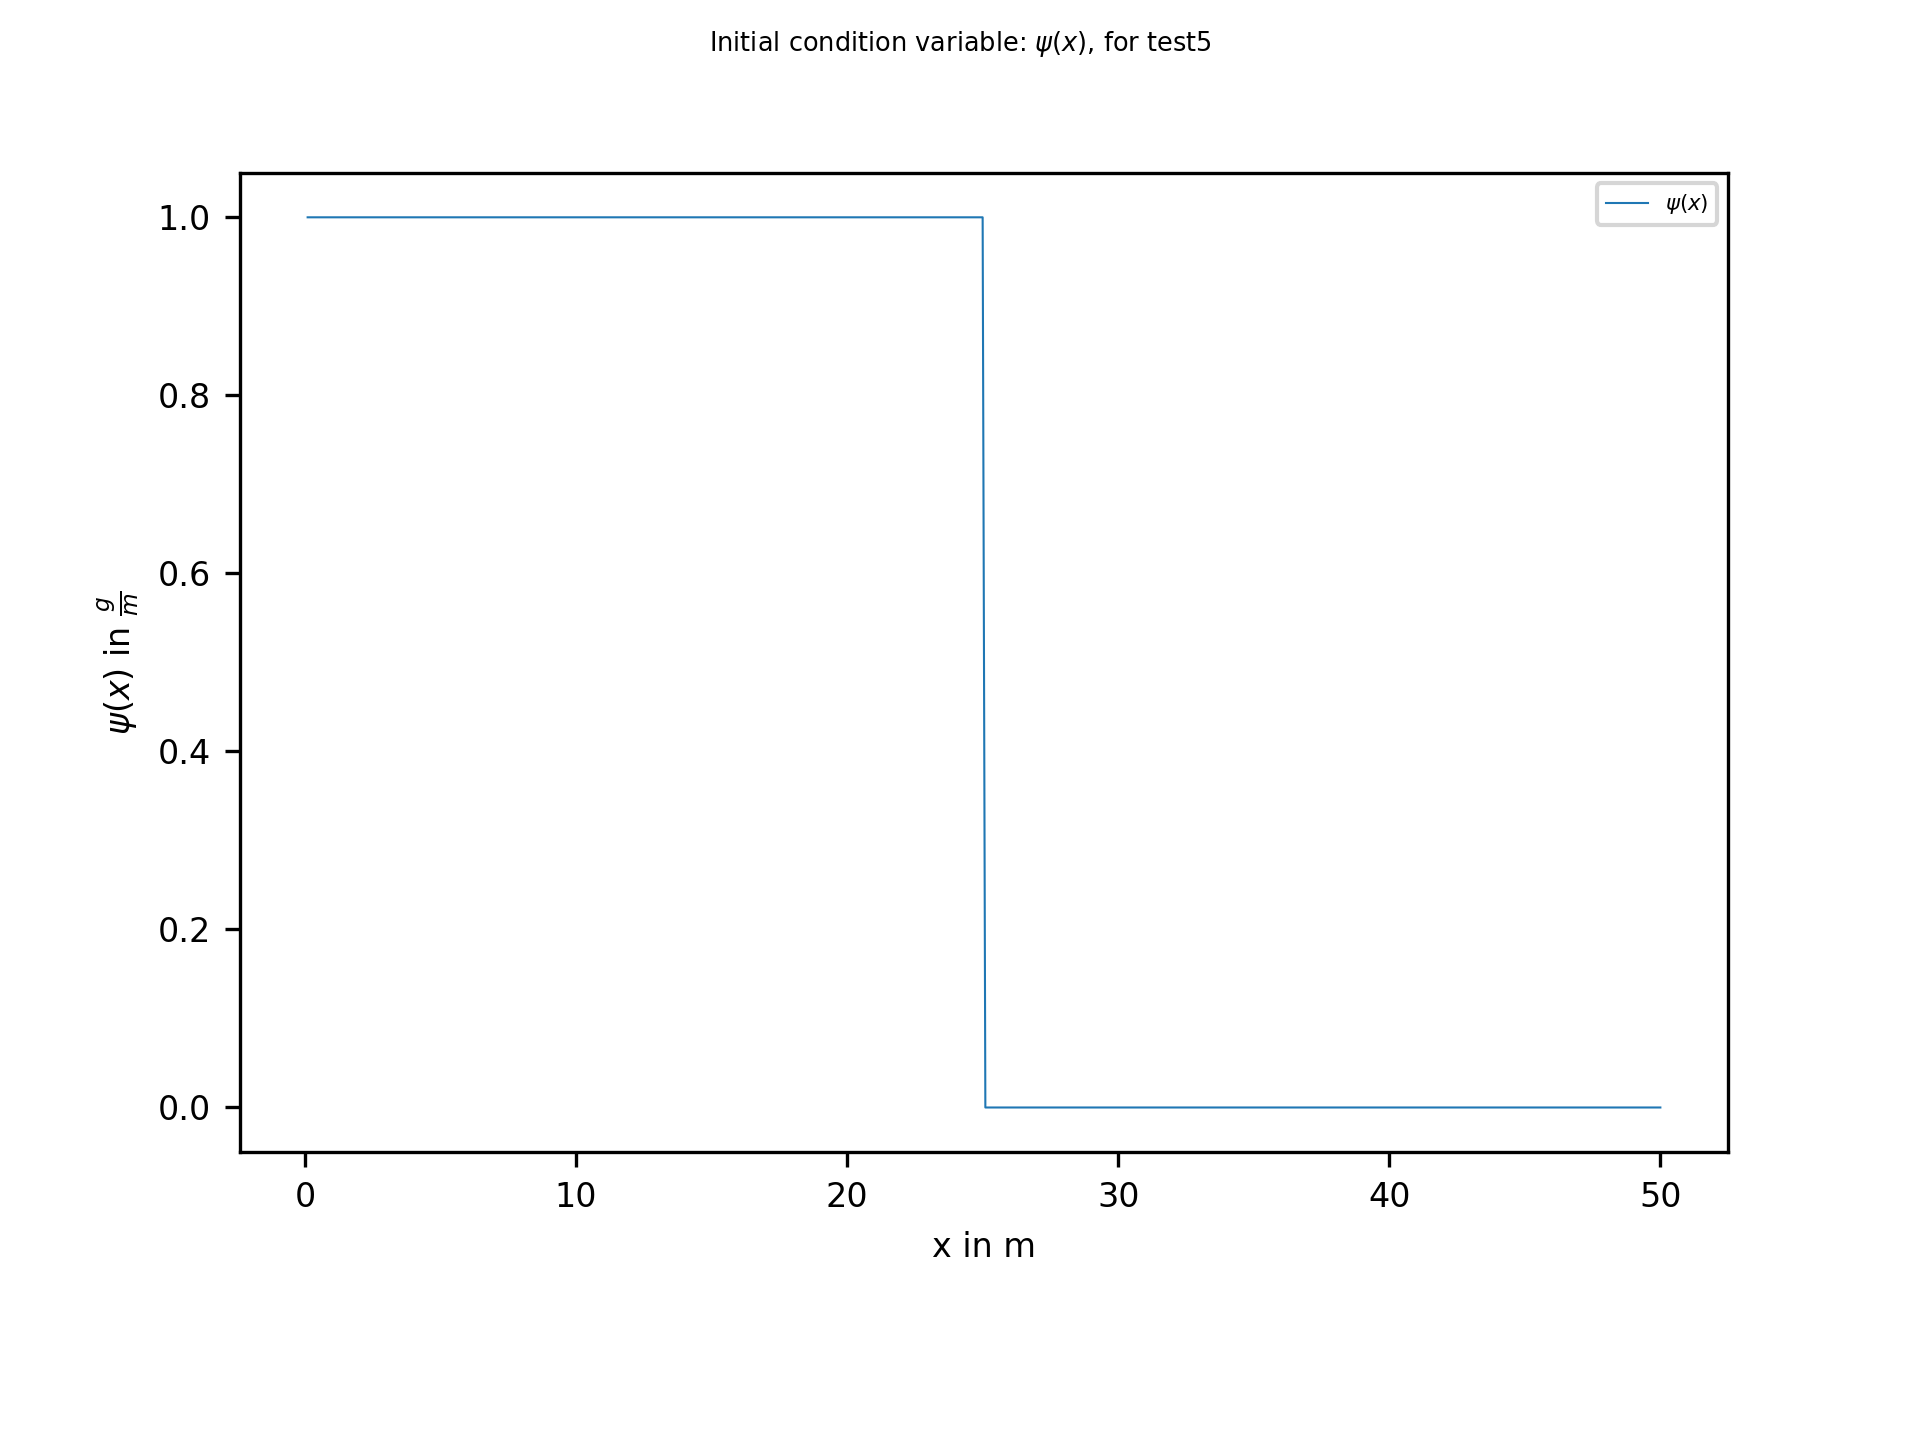 Initial condition variable: ψ(x), for test5
ψ(x)
1.0
0.8
0.6
0.4
0.2
0.0
ψ(x) in g/m
0 10 20 30 40 50
x in m